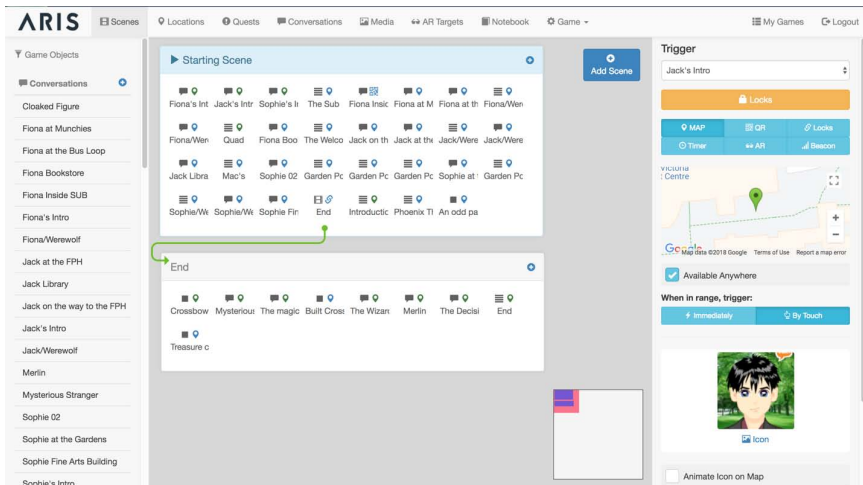 ARIS
Scenes
Locations
Quests
Conversations
Media
AR Targets
Notebook
Game
My Games
Logout
Game Objects
Conversations
Cloaked Figure
Fiona at Munchies
Fiona at the Bus Loop
Fiona Bookstore
Fiona Inside SUB
Fiona's Intro
Fiona/Werewolf
Jack at the FPH
Jack Library
Jack on the way to the FPH
Jack's Intro
Jack/Werewolf
Merlin
Mysterious Stranger
Sophie 02
Sophie at the Gardens
Sophie Fine Arts Building
Sophie's Intro
Starting Scene
Fiona's Int Jack's Intr Sophie's I The Sub Fiona Insic Fiona at M Fiona at th Fiona/Wer
Fiona/Wer Quad Fiona Boo The Welco Jack on th Jack at the Jack/Were Jack/Were
Jack Libra Mac's Sophie 02 Garden Pc Garden Pc Garden Pc Sophie at Garden Pc
Sophie/We Sophie/We Sophie Fin End Introductic Phoenix Tl An odd pa
End
Crossbow Mysteriou The magic Built Cros The Wizar Merlin The Decisi End
Treasure c
Add Scene
Trigger
Jack's Intro
Locks
MAP QR Locks
Timer AR Beacon
Victoria
Centre
Google Map data ©2018 Google Terms of Use Report a map error
Available Anywhere
When in range, trigger:
Immediately By Touch
Icon
Animate Icon on Map